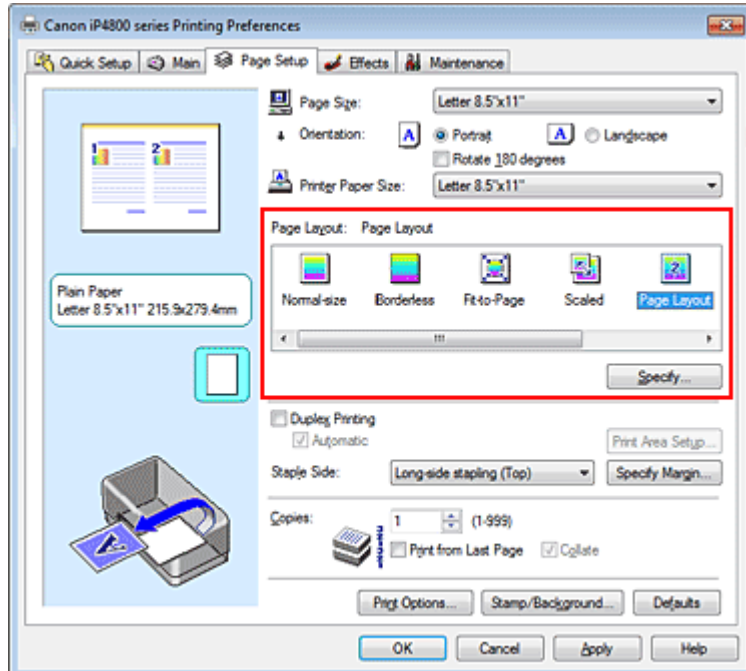 Canon iP4800 series Printing Preferences
Quick Setup Main Page Setup Effects Maintenance
Page Size: Letter 8.5"x11"
Orientation: A Portrait A Landscape
Rotate 180 degrees
Printer Paper Size: Letter 8.5"x11"
1 2
Page Layout: Page Layout
Normal-size Borderless Fit-to-Page Scaled Page Layout
Plain Paper
Letter 8.5"x11" 215.9x279.4mm
Specify...
Duplex Printing
Automatic Print Area Setup...
Staple Side: Long-side stapling (Top) Specify Margin...
Copies: 1 (1-999)
Print from Last Page Collate
Print Options... Stamp/Background... Defaults
OK Cancel Apply Help